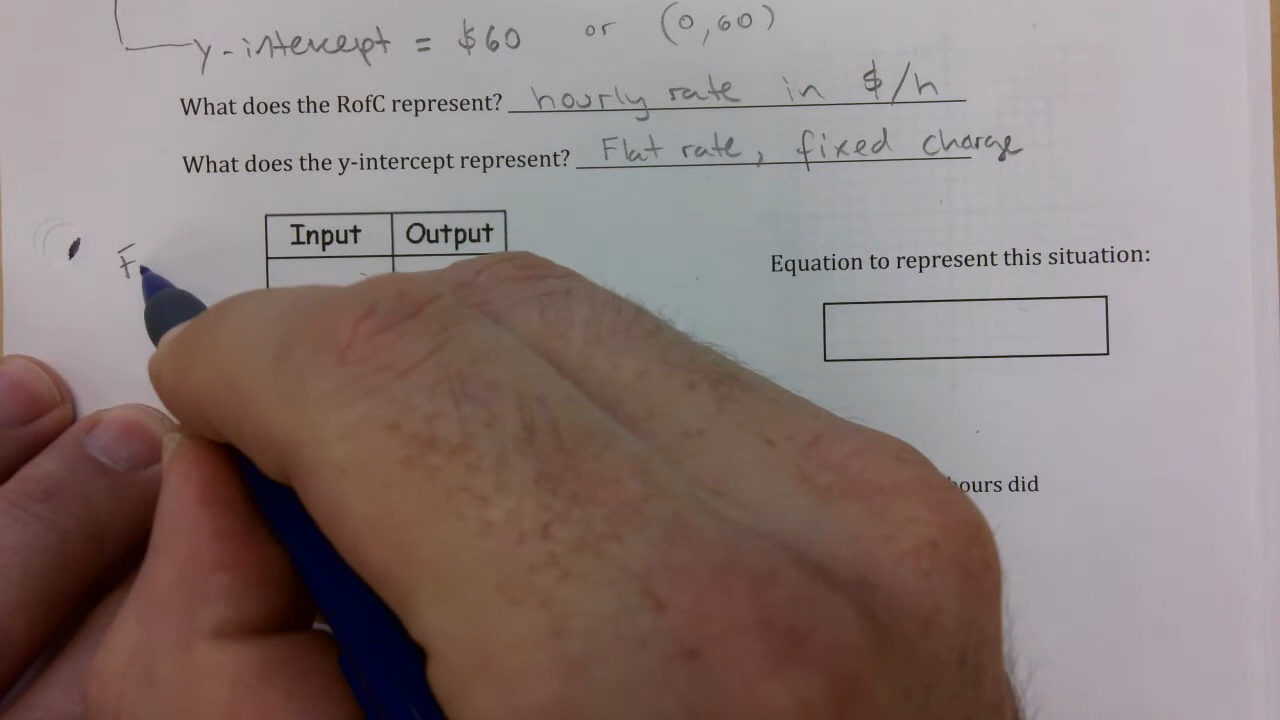 y-intercept = $60 or (0,60)
What does the RofC represent? hourly rate in $/h
What does the y-intercept represent? Flat rate, fixed charge
Input Output
F
Equation to represent this situation:
hours did